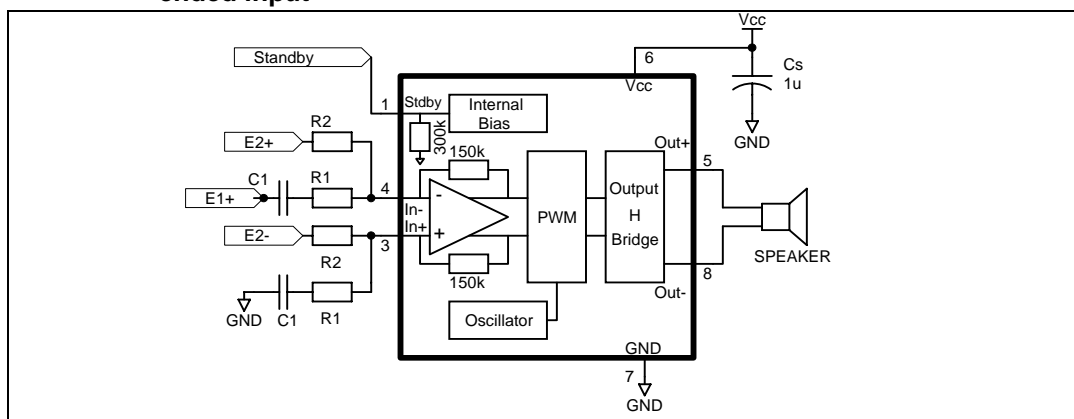 ended input
Vcc
Standby
6
Cs
1u
Vcc
1
Stdby
Internal
Bias
GND
R2
300k
E2+
150k
Out+
5
C1
R1
4
E1+
-
Output
In-
PWM
H
In+
+
Bridge
E2-
3
SPEAKER
R2
8
150k
Out-
GND
C1
R1
Oscillator
GND
7
GND